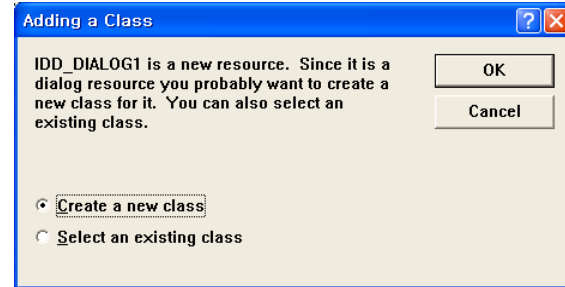 Adding a Class
IDD_DIALOG1 is a new resource. Since it is a
dialog resource you probably want to create a
new class for it. You can also select an
existing class.
OK
Cancel
Create a new class
Select an existing class